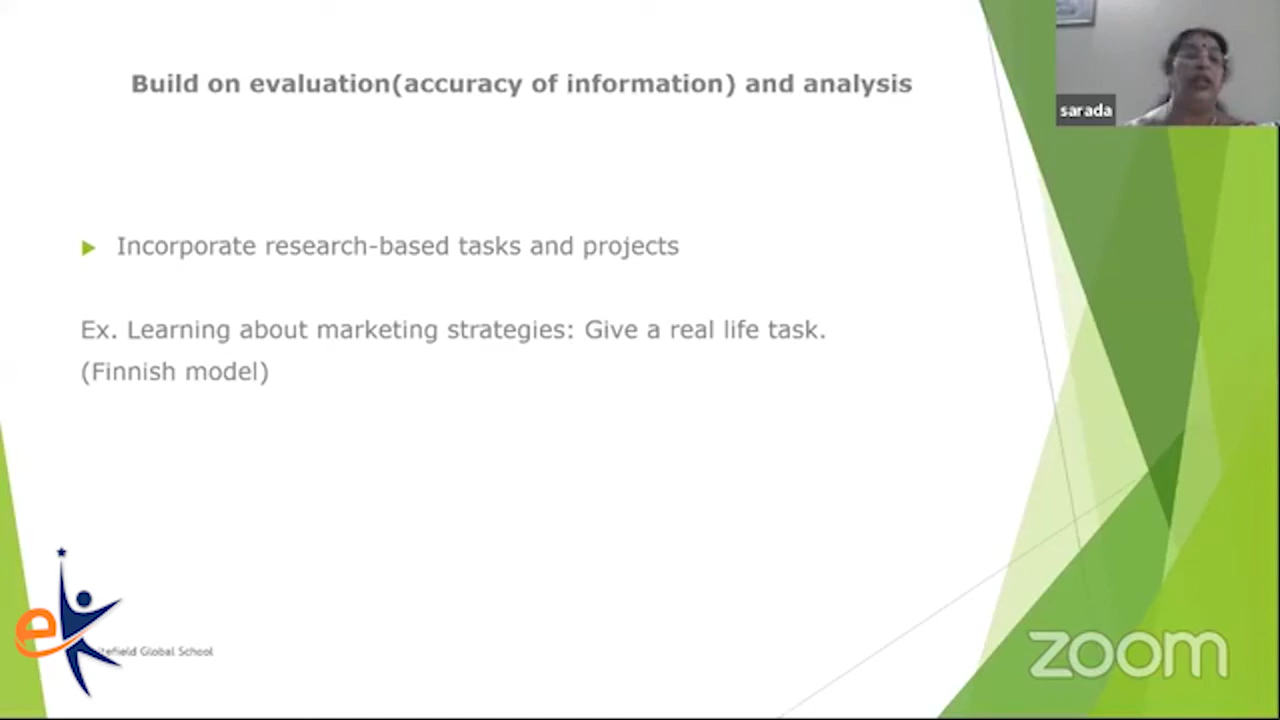 Build on evaluation(accuracy of information) and analysis
sarada
Incorporate research-based tasks and projects
Ex. Learning about marketing strategies: Give a real life task.
(Finnish model)
e
Global School
zoom